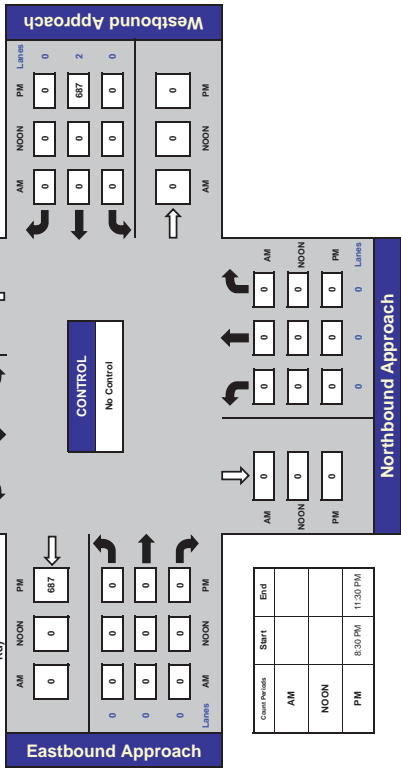 Westbound Approach
AM NOON PM Lanes
0 0 0 0
0 0 687 2
0 0 0 0
0 0 0
AM NOON PM
CONTROL
No Control
AM 0 0 0 0 AM
NOON 0 0 0 0 NOON
PM 0 0 0 0 PM
0 0 0 Lanes
Northbound Approach
AM NOON PM
0 0 687
0 0 0 0
0 0 0 0
0 0 0 0
Lanes AM NOON PM
Eastbound Approach
Count Periods Start End
AM
NOON
PM 8:30 PM 11:30 PM